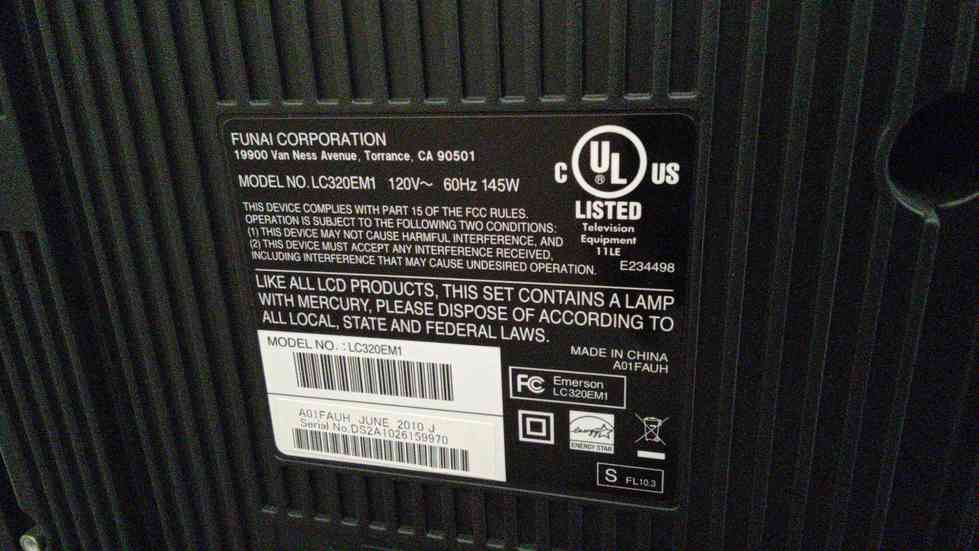 FUNAI CORPORATION
19900 Van Ness Avenue, Torrance, CA 90501
MODEL NO. LC320EM1 120V~ 60Hz 145W
C UL ® US
LISTED
Television
Equipment
11LE
E234498
THIS DEVICE COMPLIES WITH PART 15 OF THE FCC RULES.
OPERATION IS SUBJECT TO THE FOLLOWING TWO CONDITIONS:
(1) THIS DEVICE MAY NOT CAUSE HARMFUL INTERFERENCE, AND
(2) THIS DEVICE MUST ACCEPT ANY INTERFERENCE RECEIVED,
INCLUDING INTERFERENCE THAT MAY CAUSE UNDESIRED OPERATION.
LIKE ALL LCD PRODUCTS, THIS SET CONTAINS A LAMP
WITH MERCURY, PLEASE DISPOSE OF ACCORDING TO
ALL LOCAL, STATE AND FEDERAL LAWS.
MODEL NO. : LC320EM1
A01FAUH JUNE 2010 J
Serial No.DS2A1026159970
MADE IN CHINA
A01FAUH
FC Emerson
LC320EM1
energy
ENERGY STAR
S FL10.3